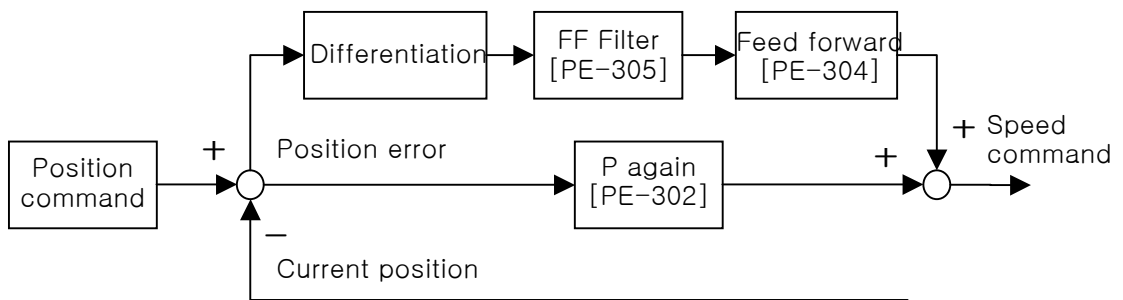 Differentiation
FF Filter
[PE-305]
Feed forward
[PE-304]
Position
command
+
Position error
P again
[PE-302]
+
+
Speed
command
−
Current position